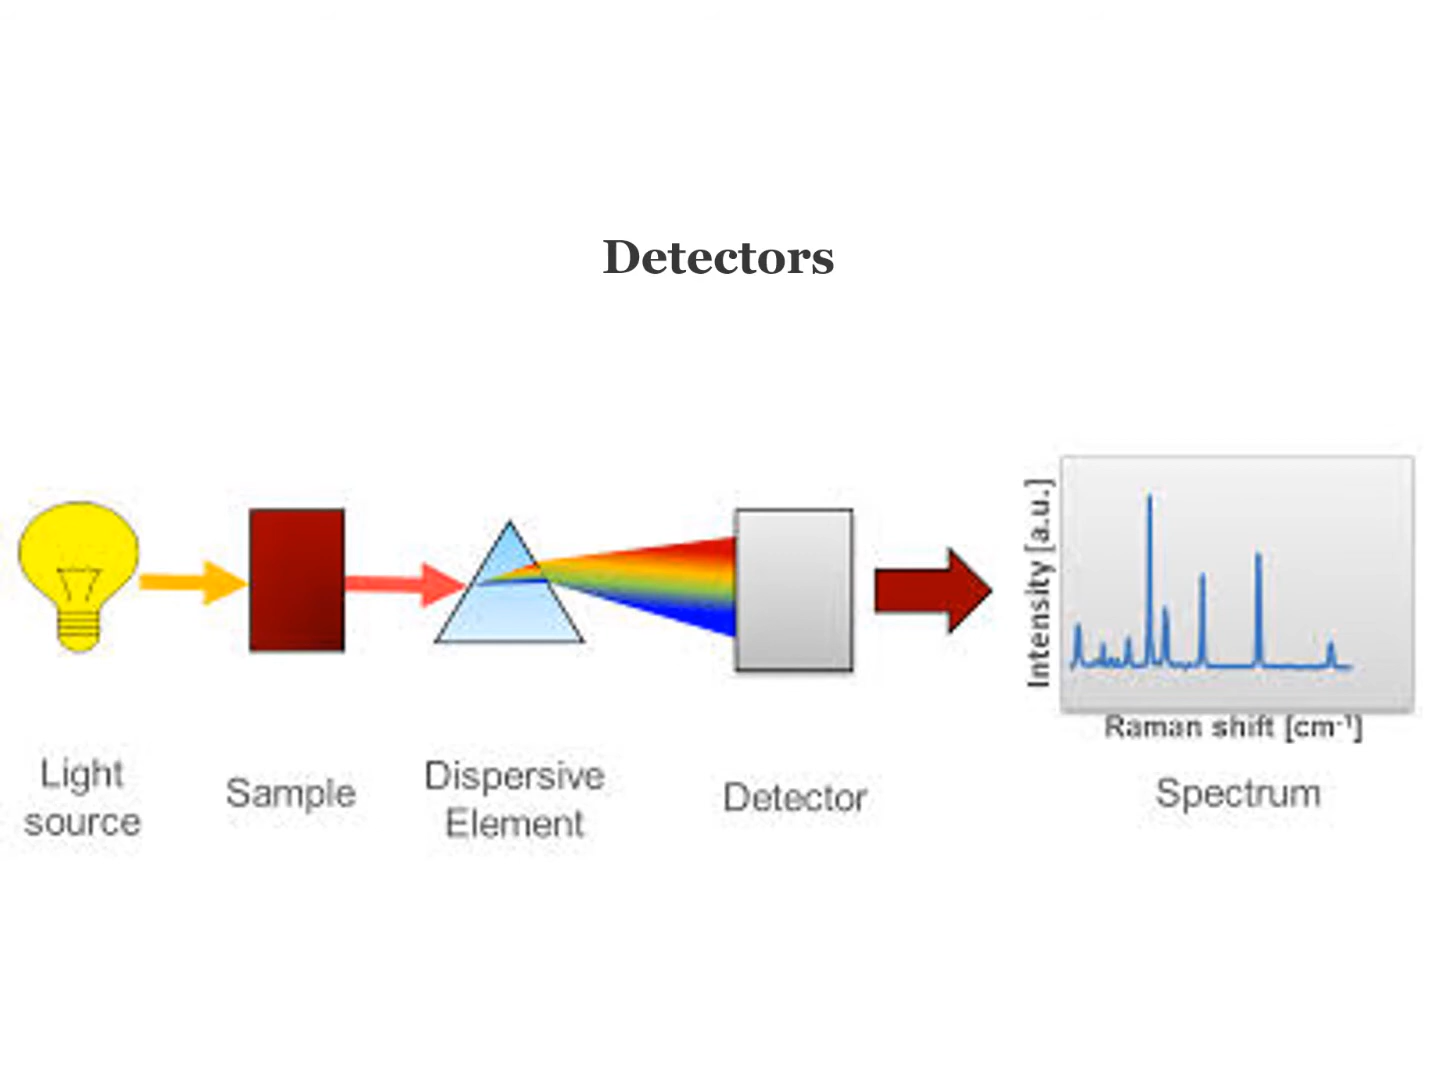 Detectors
Intensity [a.u.]
Raman shift [cm-¹]
Light
source
Sample
Dispersive
Element
Detector
Spectrum